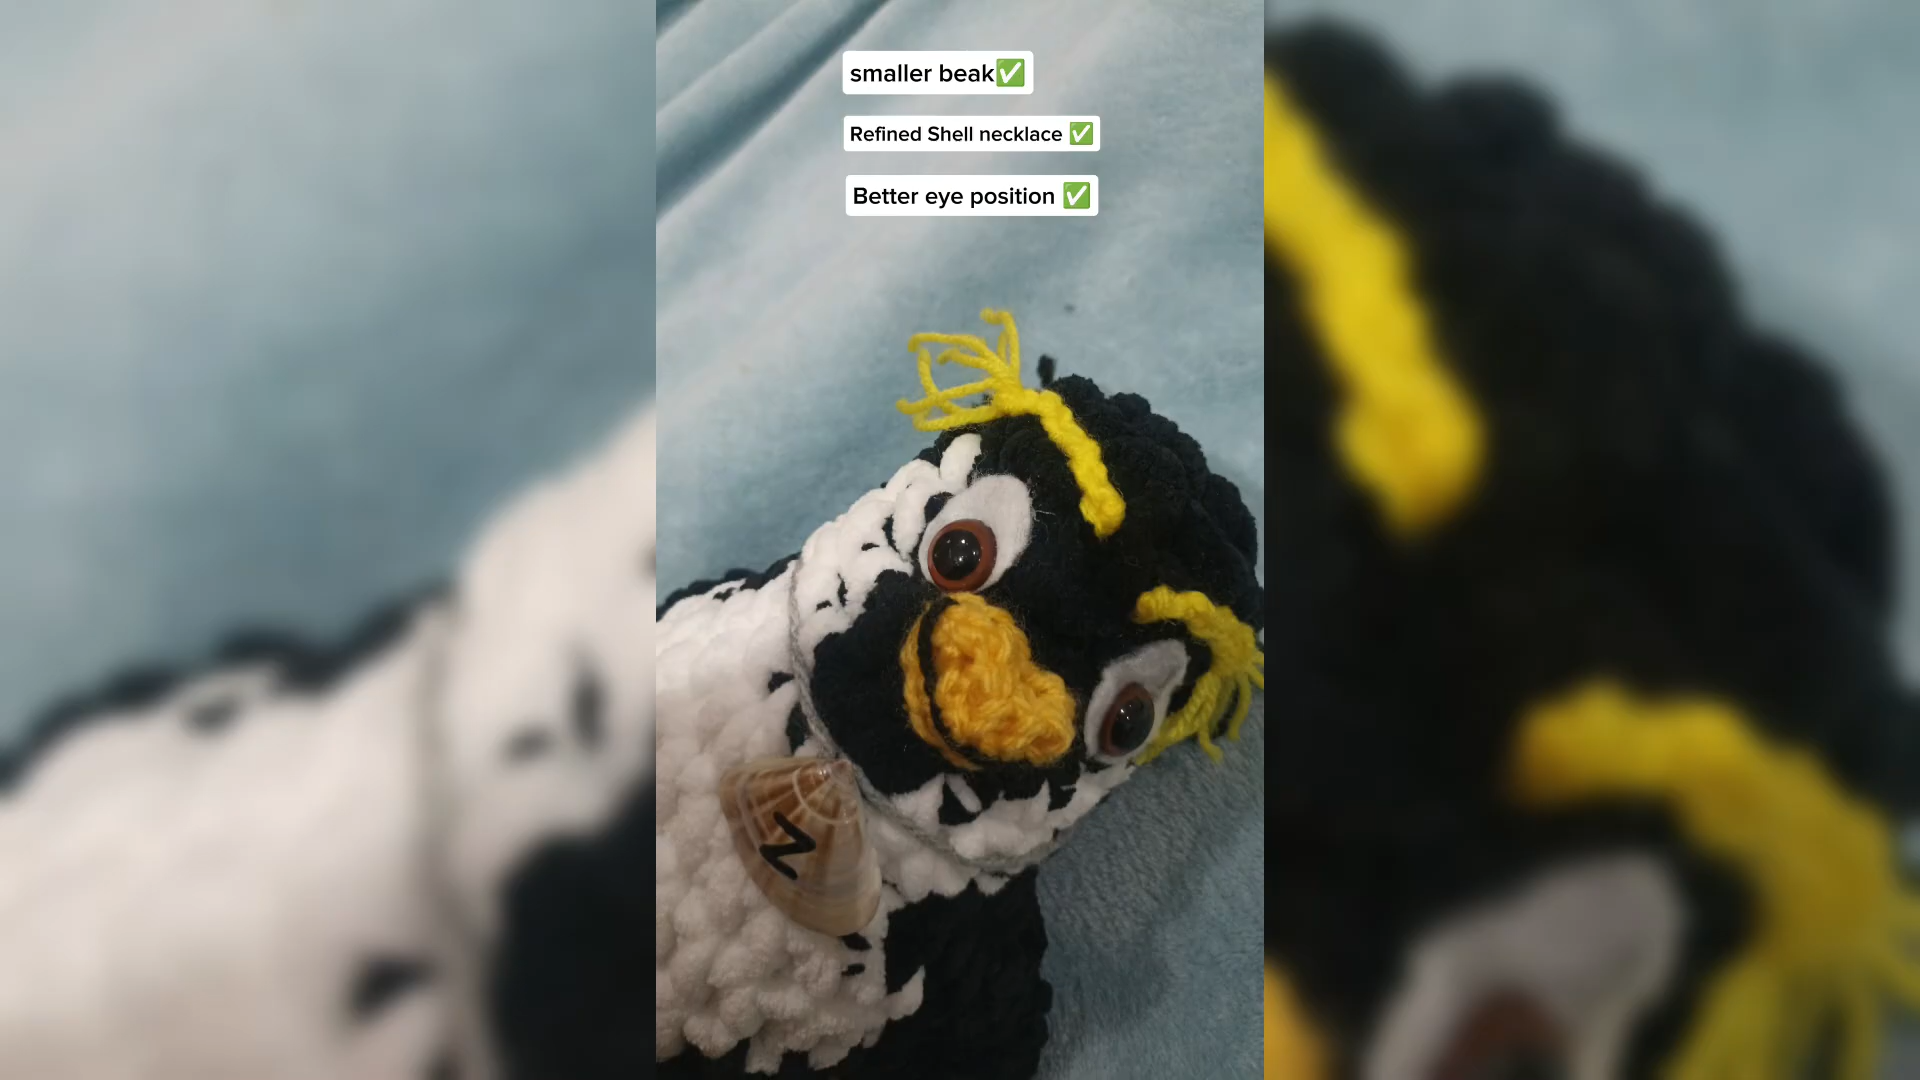 smaller beak✅
Refined Shell necklace ✅
Better eye position ✅
N